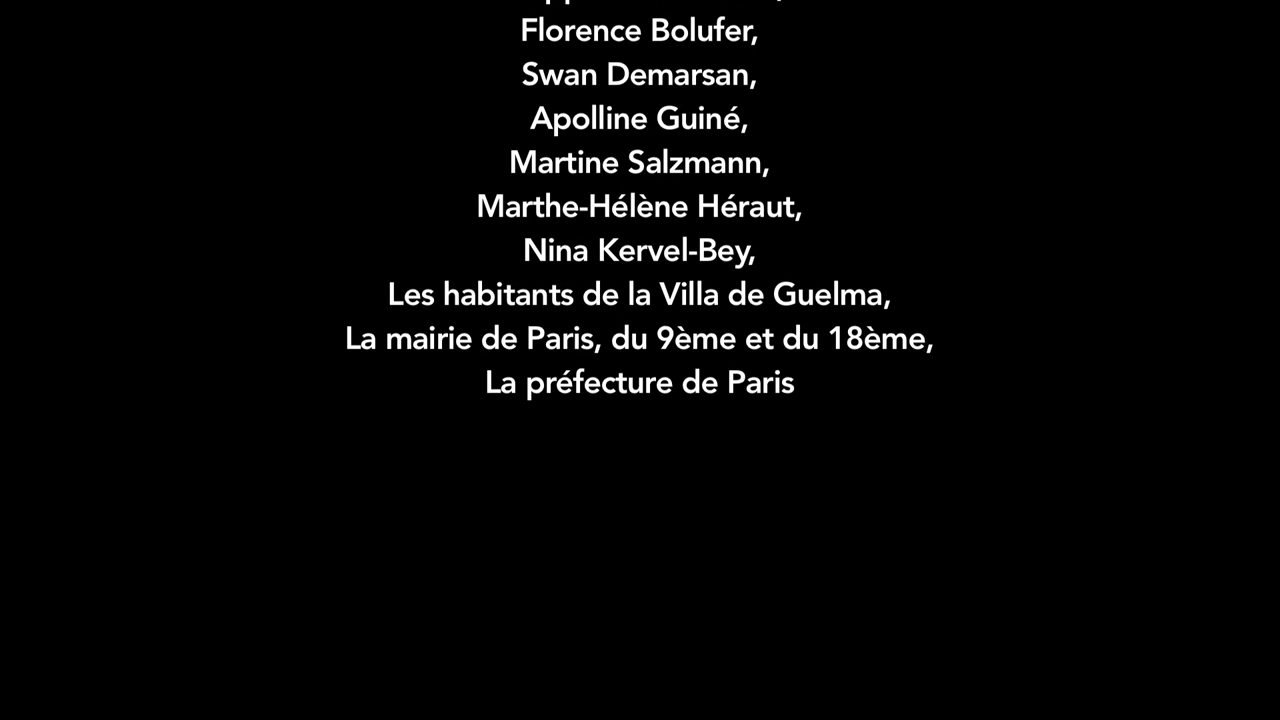 Florence Bolufer,
Swan Demarsan,
Apolline Guiné,
Martine Salzmann,
Marthe-Hélène Héraut,
Nina Kervel-Bey,
Les habitants de la Villa de Guelma,
La mairie de Paris, du 9ème et du 18ème,
La préfecture de Paris